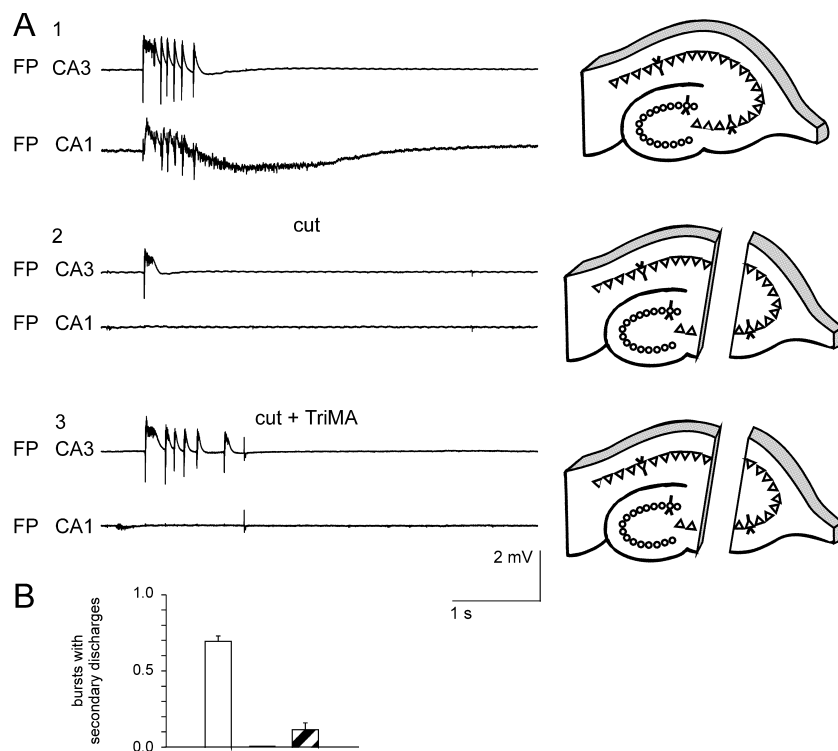 A
1
FP CA3
FP CA1
cut
2
FP CA3
FP CA1
cut + TriMA
3
FP CA3
FP CA1
2 mV
1 s
B
bursts with
secondary discharges
1.0
0.5
0.0